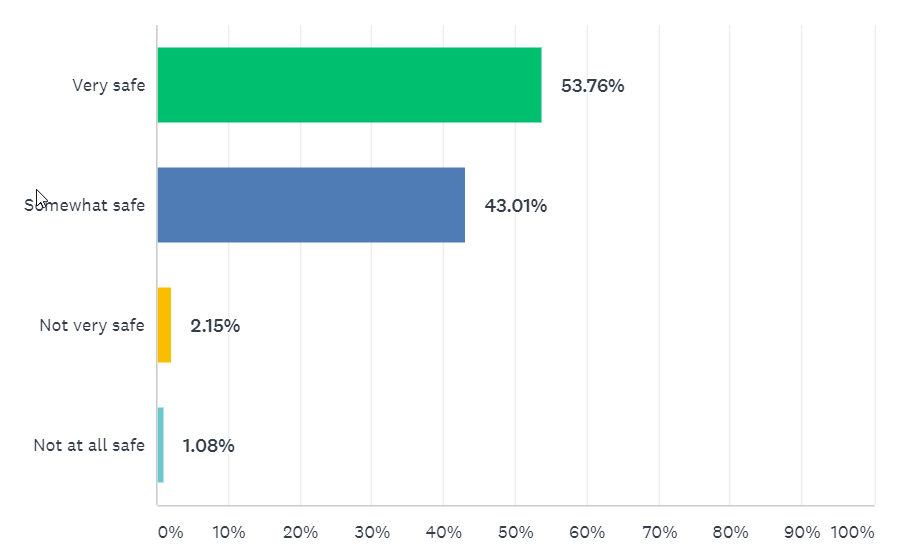 Very safe 53.76%
Somewhat safe 43.01%
Not very safe 2.15%
Not at all safe 1.08%
0% 10% 20% 30% 40% 50% 60% 70% 80% 90% 100%